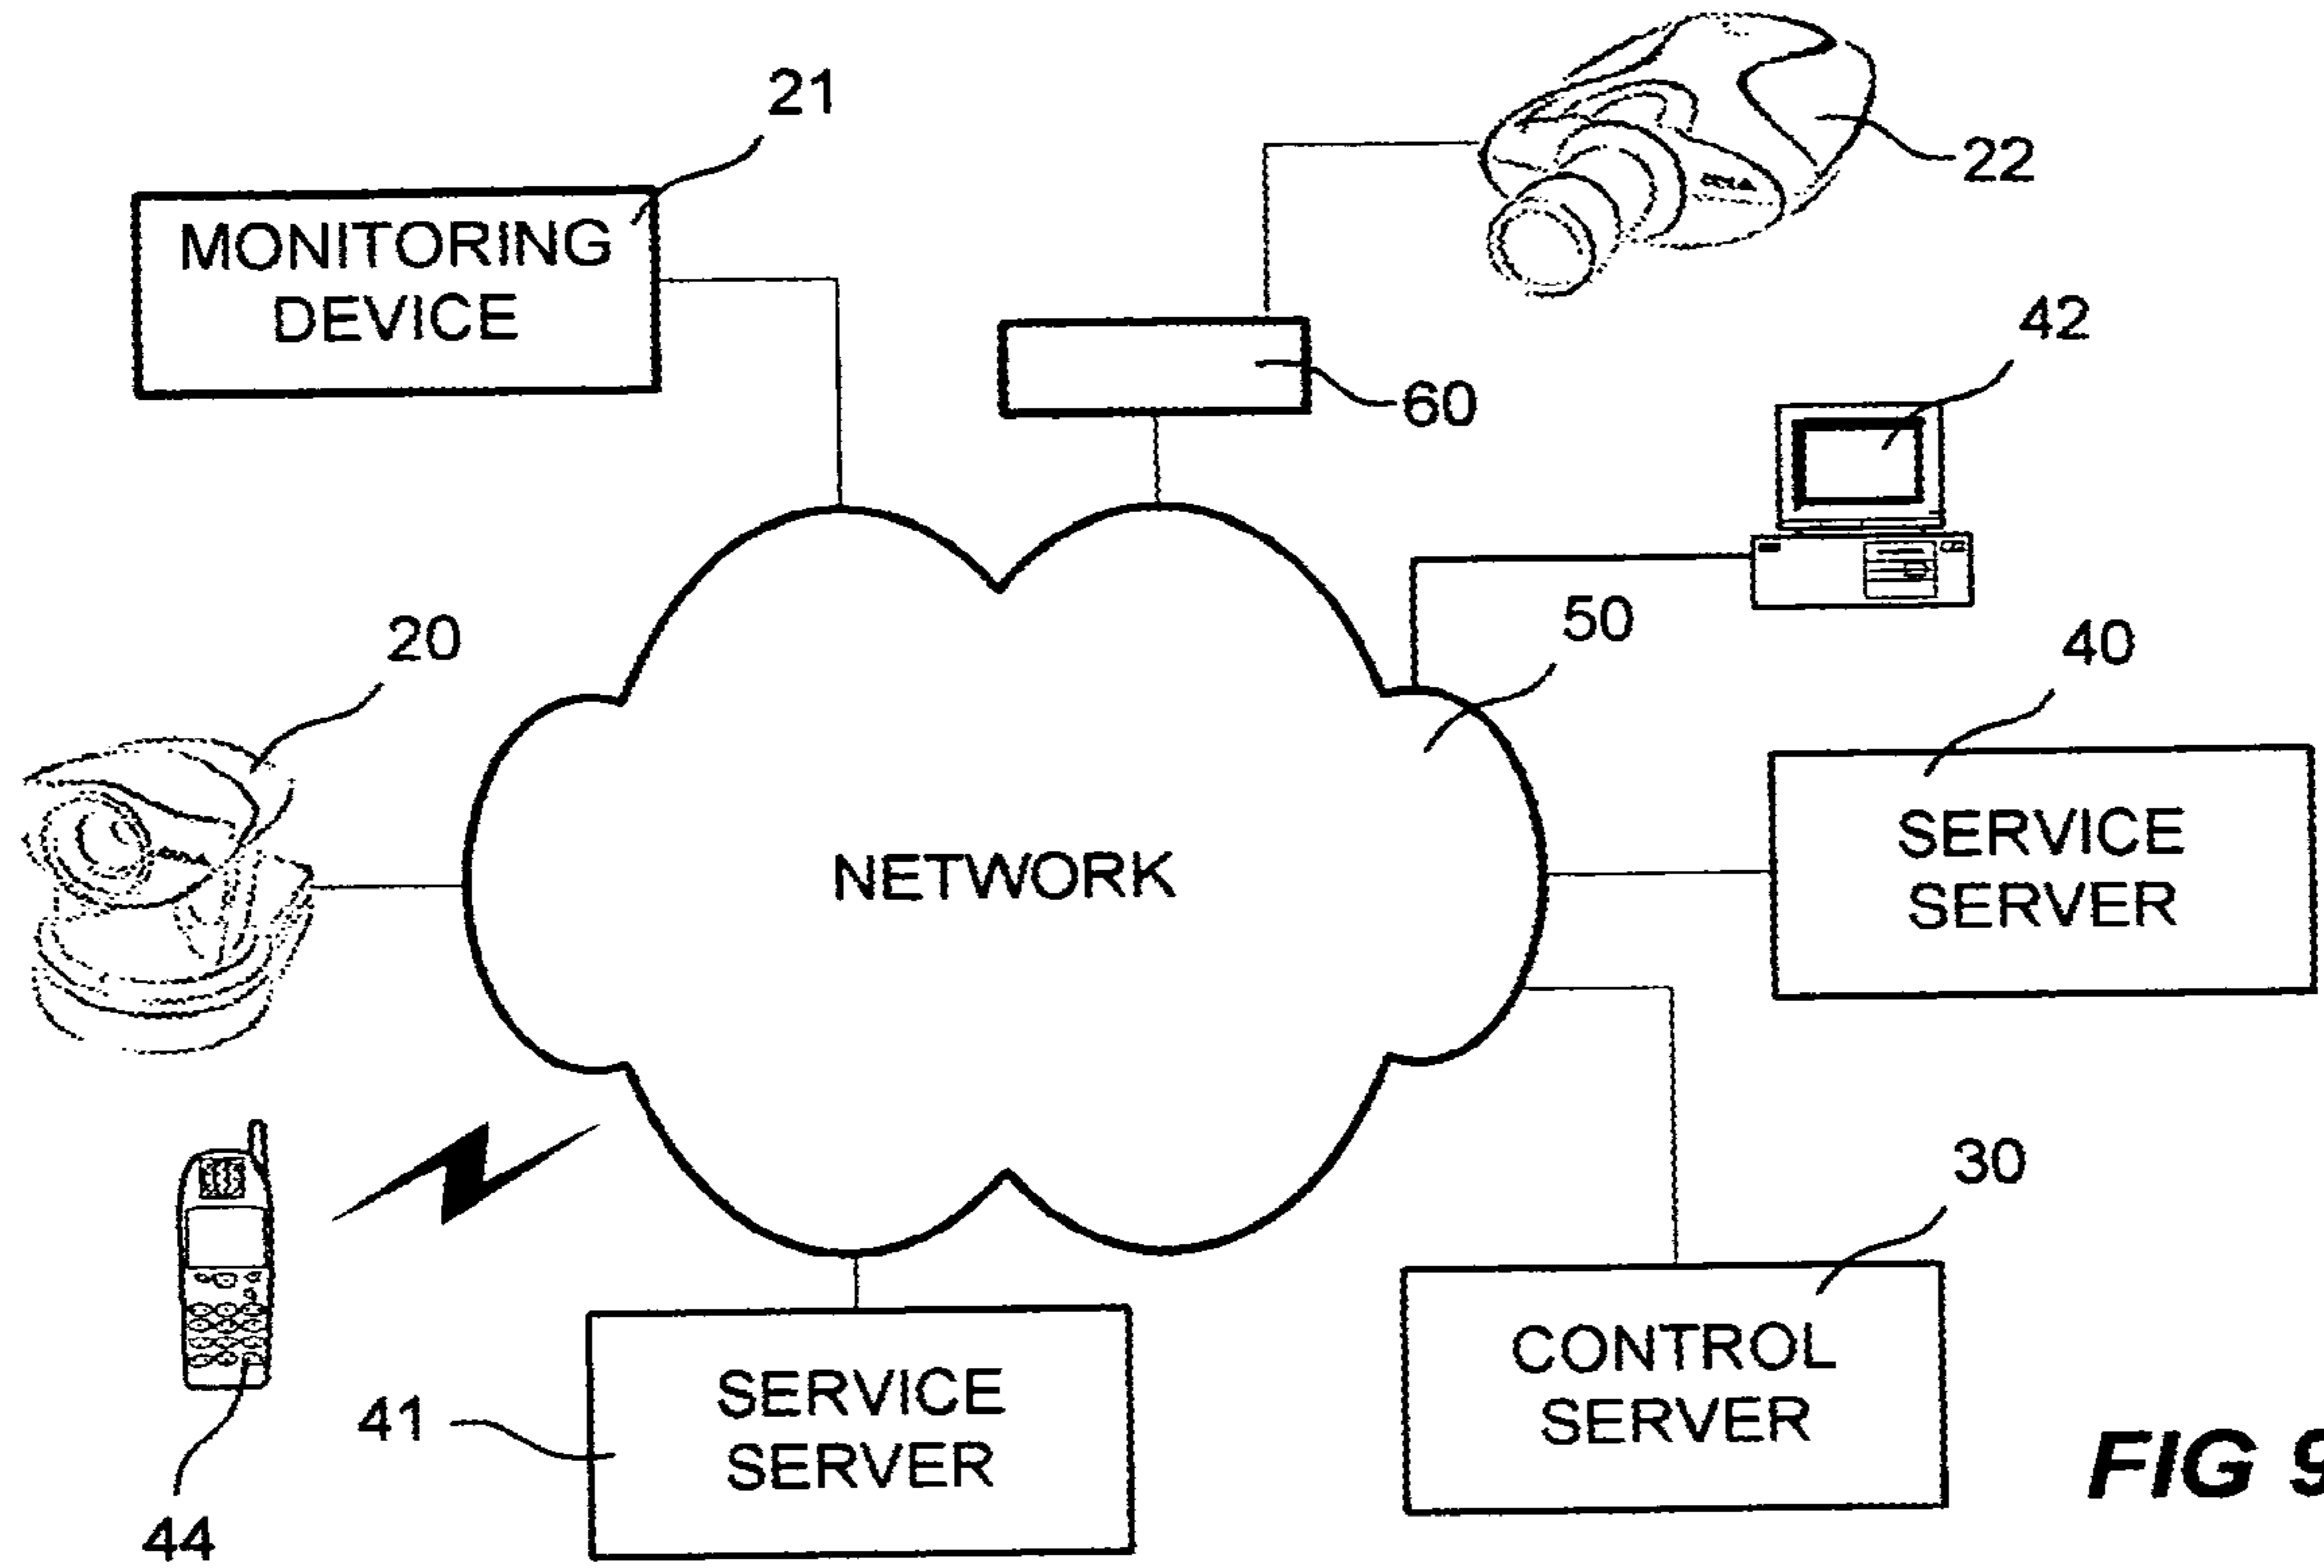 21
22
MONITORING
DEVICE
42
60
50
20
40
SERVICE
SERVER
NETWORK
30
CONTROL
SERVER
SERVICE
SERVER
41
44
FIG 9